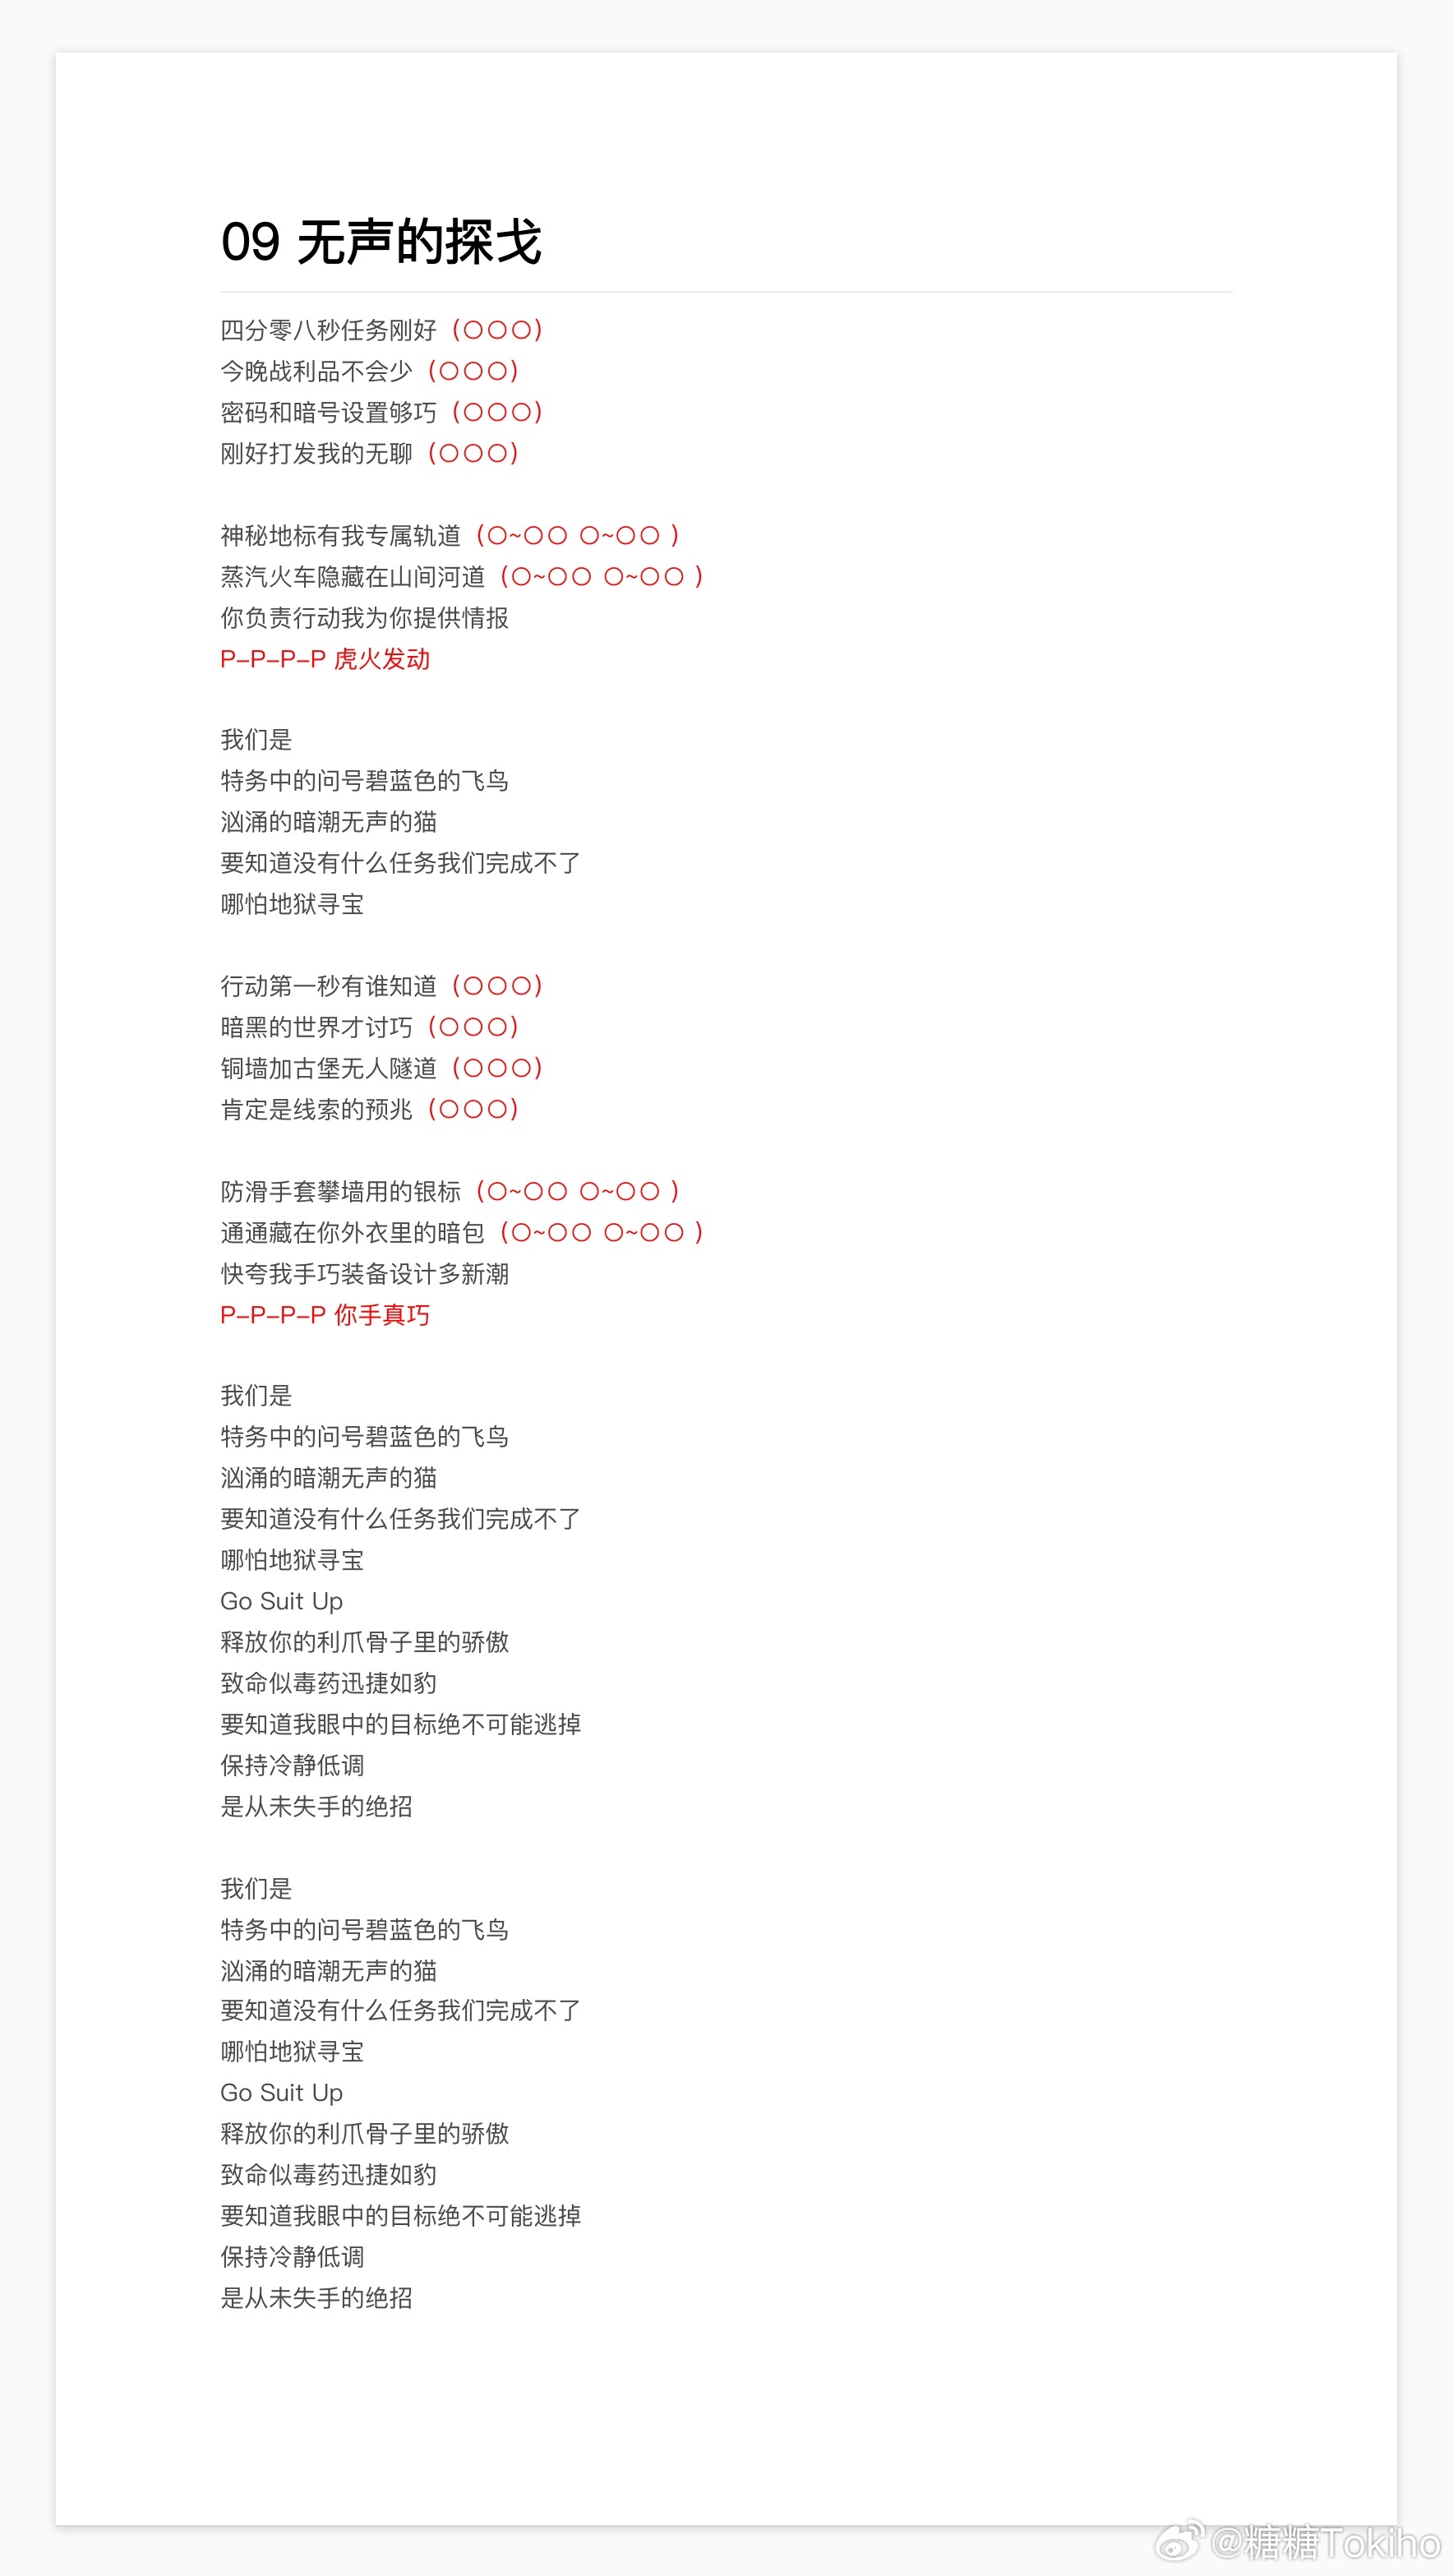 09 无声的探戈
四分零八秒任务刚好（○○○）
今晚战利品不会少（○○○）
密码和暗号设置够巧（○○○）
刚好打发我的无聊（○○○）
神秘地标有我专属轨道（○~○○ ○~○○ ）
蒸汽火车隐藏在山间河道（○~○○ ○~○○ ）
你负责行动我为你提供情报
P-P-P-P 虎火发动
我们是
特务中的问号碧蓝色的飞鸟
汹涌的暗潮无声的猫
要知道没有什么任务我们完成不了
哪怕地狱寻宝
行动第一秒有谁知道（○○○）
暗黑的世界才讨巧（○○○）
铜墙加古堡无人隧道（○○○）
肯定是线索的预兆（○○○）
防滑手套攀墙用的银标（○~○○ ○~○○ ）
通通藏在你外衣里的暗包（○~○○ ○~○○ ）
快夸我手巧装备设计多新潮
P-P-P-P 你手真巧
我们是
特务中的问号碧蓝色的飞鸟
汹涌的暗潮无声的猫
要知道没有什么任务我们完成不了
哪怕地狱寻宝
Go Suit Up
释放你的利爪骨子里的骄傲
致命似毒药迅捷如豹
要知道我眼中的目标绝不可能逃掉
保持冷静低调
是从未失手的绝招
我们是
特务中的问号碧蓝色的飞鸟
汹涌的暗潮无声的猫
要知道没有什么任务我们完成不了
哪怕地狱寻宝
Go Suit Up
释放你的利爪骨子里的骄傲
致命似毒药迅捷如豹
要知道我眼中的目标绝不可能逃掉
保持冷静低调
是从未失手的绝招
@糖糖Tokiho